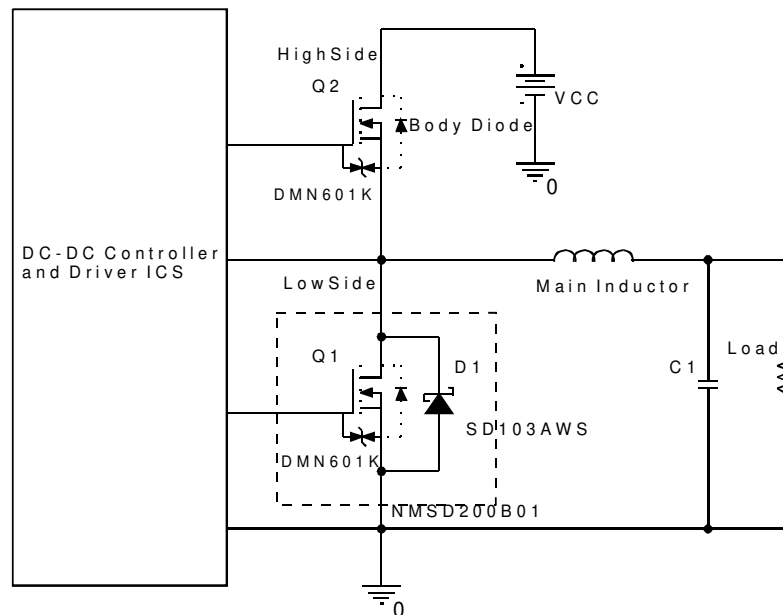 HighSide
Q2
VCC
Body Diode
0
DMN601K
DC-DC Controller
and Driver ICS
LowSide
Main Inductor
Q1
D1
C1
Load
SD103AWS
DMN601K
NMSD200B01
0